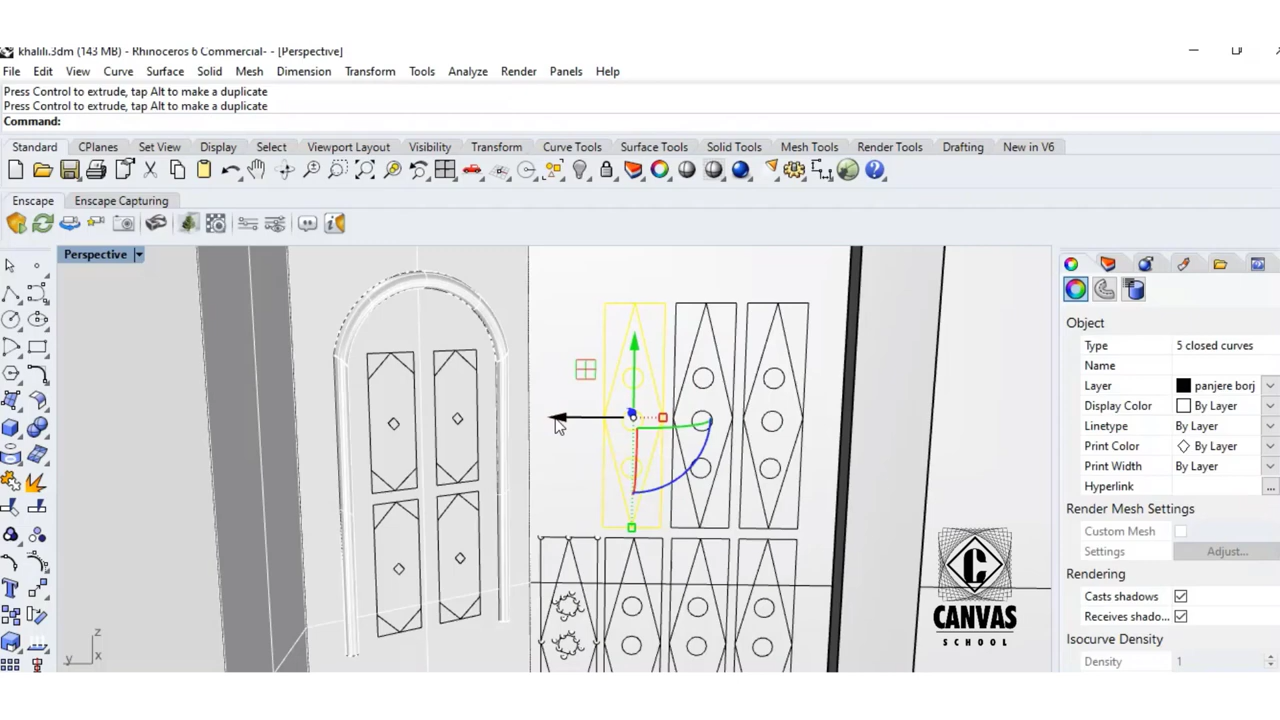 khalili.3dm (143 MB) - Rhinoceros 6 Commercial- - [Perspective]
File Edit View Curve Surface Solid Mesh Dimension Transform Tools Analyze Render Panels Help
Press Control to extrude, tap Alt to make a duplicate
Press Control to extrude, tap Alt to make a duplicate
Command:
Standard CPlanes Set View Display Select Viewport Layout Visibility Transform Curve Tools Surface Tools Solid Tools Mesh Tools Render Tools Drafting New in V6
Enscape Enscape Capturing
Perspective
Object
Type 5 closed curves
Name
Layer panjere borj
Display Color By Layer
Linetype By Layer
Print Color By Layer
Print Width By Layer
Hyperlink ...
Render Mesh Settings
Custom Mesh
Settings Adjust...
Rendering
Casts shadows
Receives shado...
Isocurve Density
Density 1
C
CANVAS
SCHOOL
z
y x